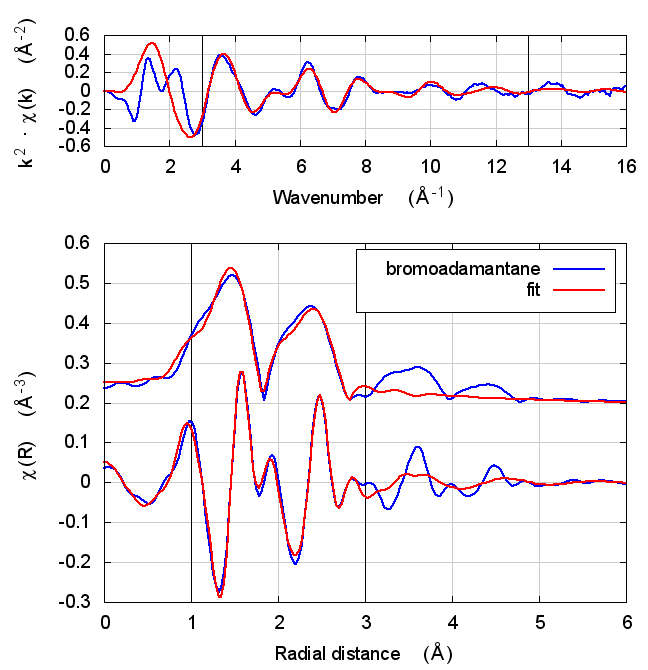 k² · χ(k) (Å⁻²)
0.6
0.4
0.2
0
-0.2
-0.4
-0.6
0 2 4 6 8 10 12 14 16
Wavenumber (Å⁻¹)
χ(R) (Å⁻³)
0.6
0.5
0.4
0.3
0.2
0.1
0
-0.1
-0.2
-0.3
bromoadamantane
fit
0 1 2 3 4 5 6
Radial distance (Å)